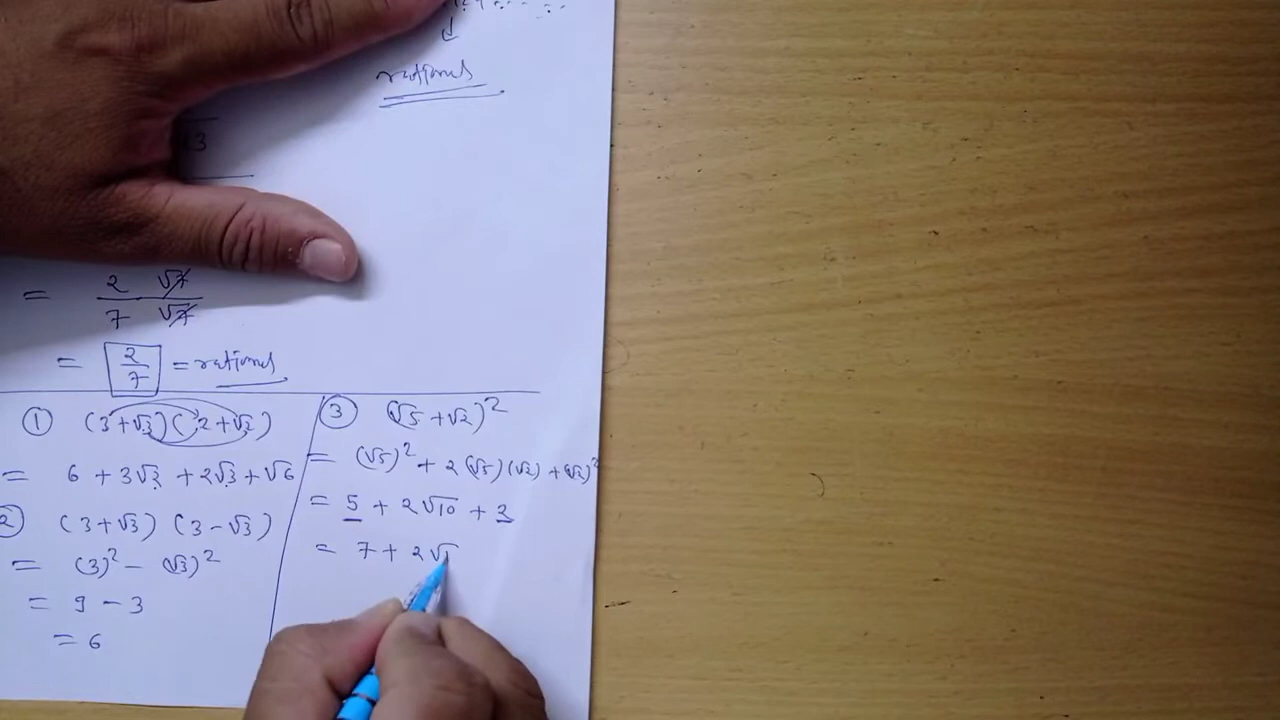 rational
13
= 2 √7 / 7 √7
= 2/7 = rational
① (3+√3)(2+√2)
= 6 + 3√2 + 2√3 + √6
② (3+√3) (3-√3)
= (3)² - (√3)²
= 9 - 3
= 6
③ (√5 + √2)²
= (√5)² + 2(√5)(√2) + (√2)²
= 5 + 2√10 + 2
= 7 + 2√1